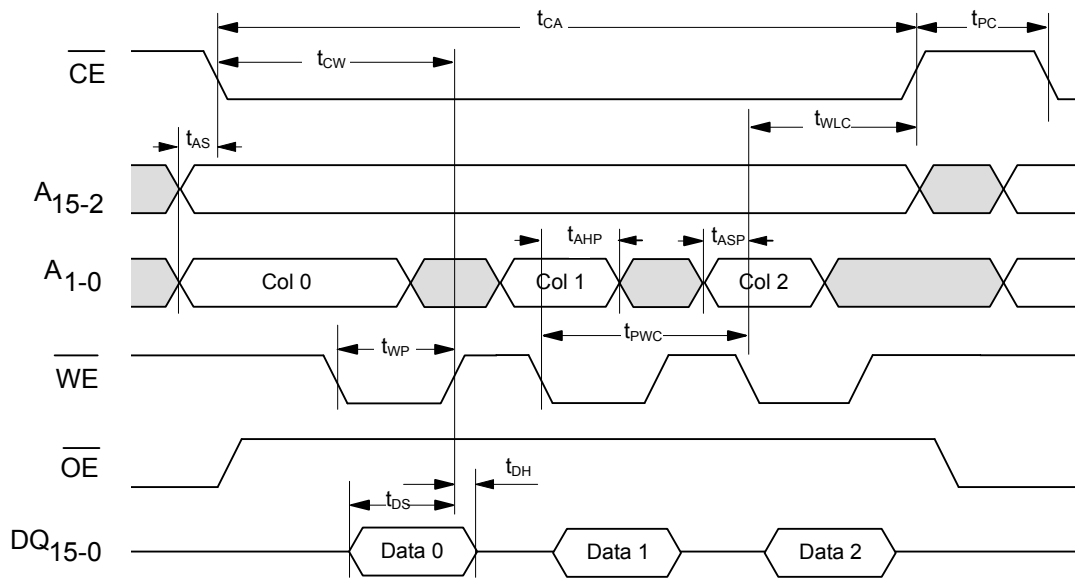 tCA
tPC
CE
tCW
tAS
tWLC
A15-2
tAHP
tASP
A1-0
Col 0
Col 1
Col 2
tPWC
tWP
WE
OE
tDH
tDS
DQ15-0
Data 0
Data 1
Data 2